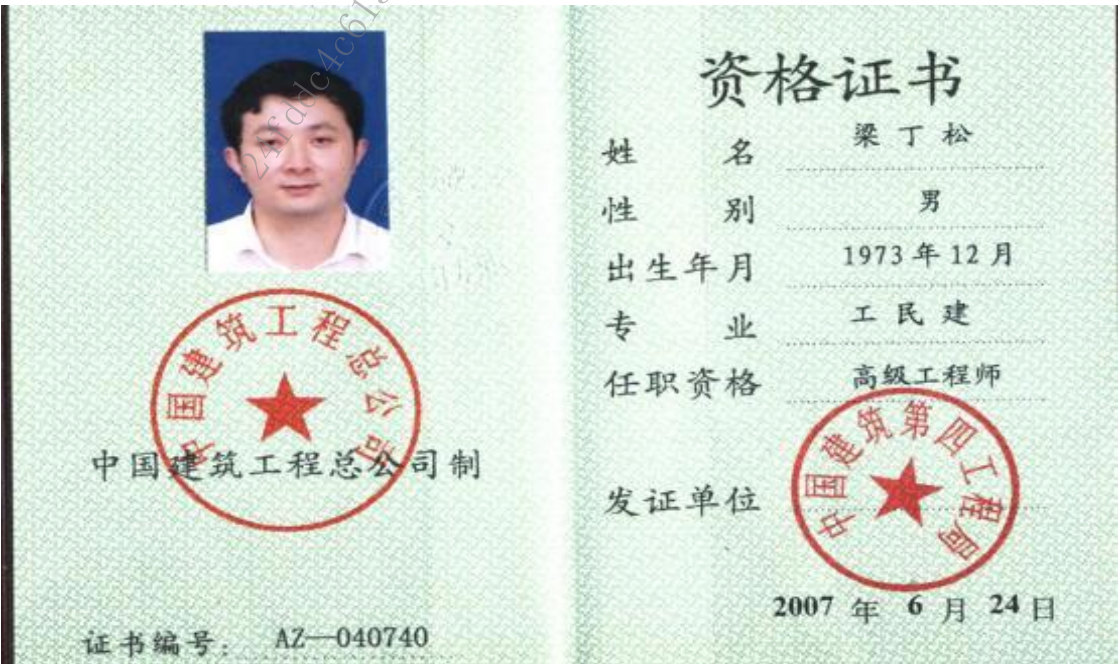 中国建筑工程总公司
中国建筑工程总公司制
证书编号: AZ—040740
资格证书
姓名 梁丁松
性别 男
出生年月 1973年12月
专业 工民建
任职资格 高级工程师
发证单位
中国建筑第四工程局
2007年6月24日